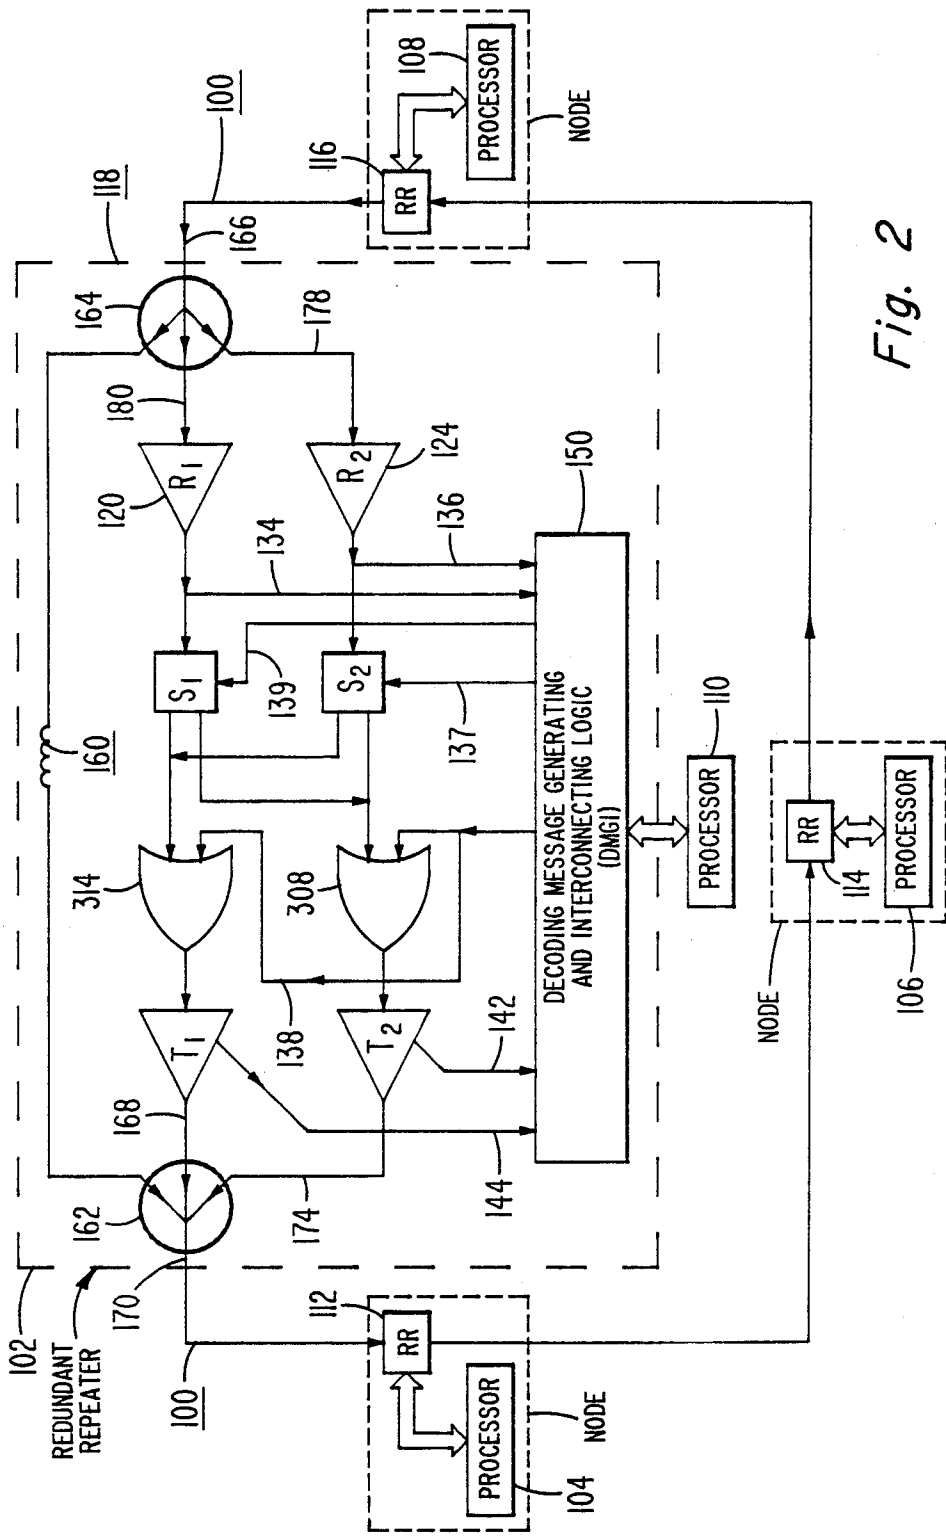 118
100
166
164
178
180
120
R1
R2
124
134
136
150
S1
S2
139
137
160
314
308
138
T1
T2
142
144
168
174
162
170
102
REDUNDANT
REPEATER
100
DECODING MESSAGE GENERATING
AND INTERCONNECTING LOGIC
(DMGI)
PROCESSOR
110
116
RR
108
PROCESSOR
NODE
112
RR
PROCESSOR
104
NODE
NODE
RR
114
PROCESSOR
106
Fig. 2